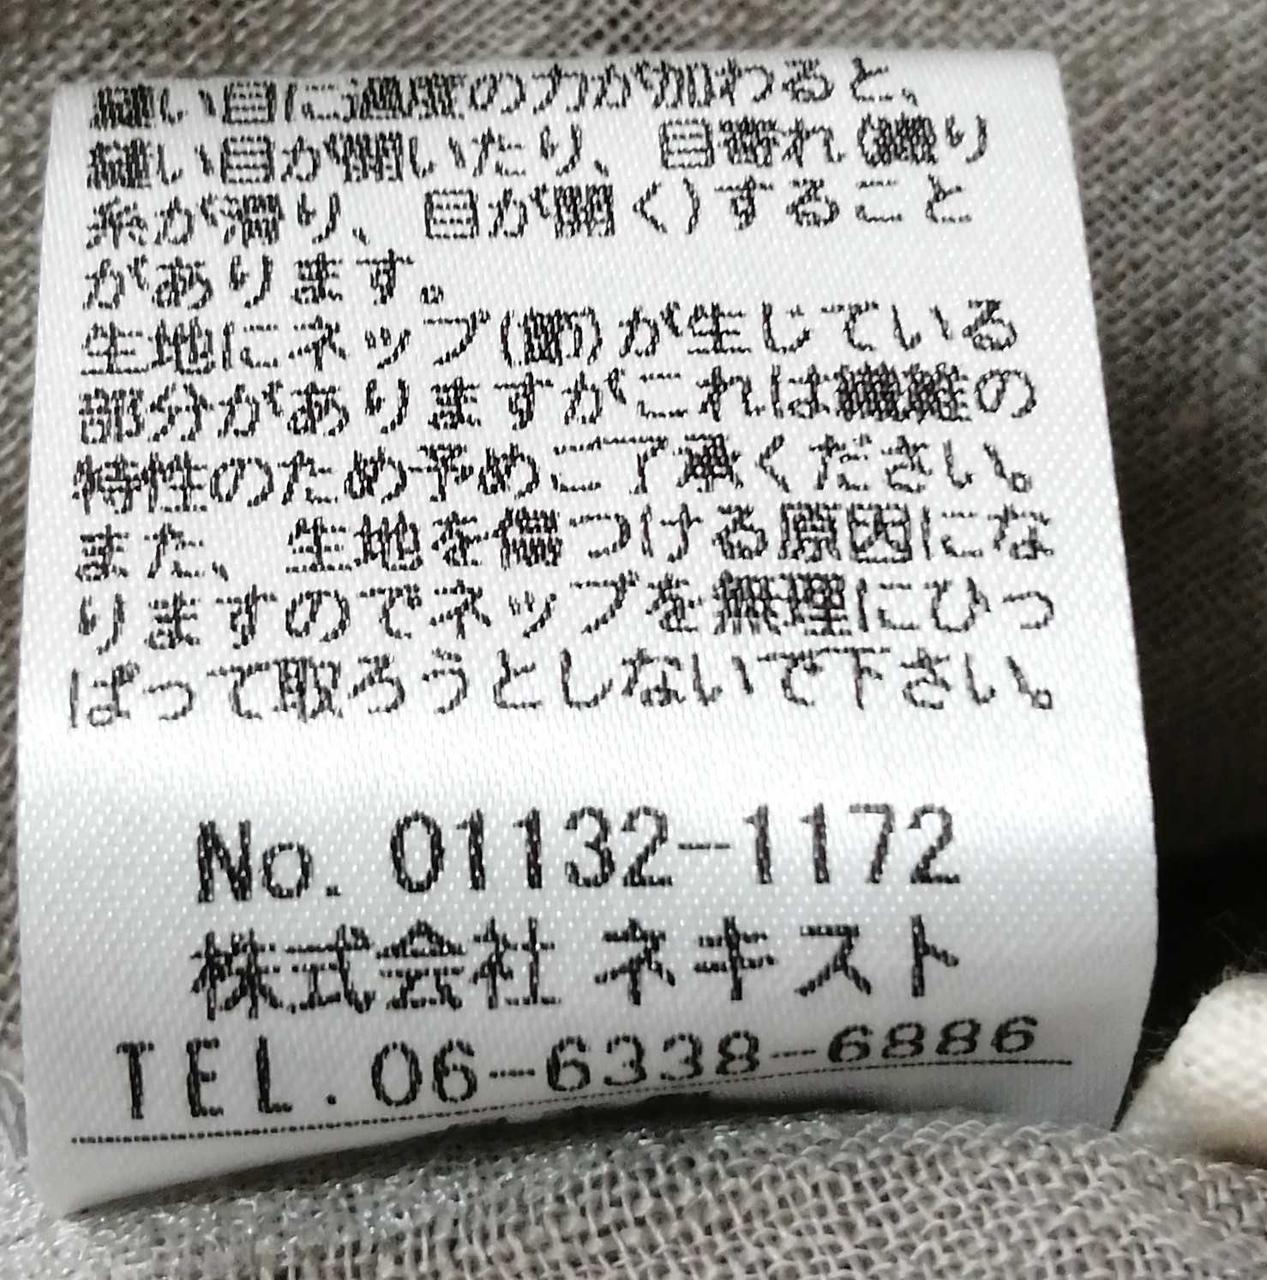 縫い目に過度の力が加わると、
縫い目が開いたり、目寄れ(縫り
糸が滑り、目が開く)すること
があります。
生地にネップ(節)が生じている
部分がありますがこれは繊維の
特性のため予めご了承ください。
また、生地を傷つける原因にな
りますのでネップを無理にひっ
ぱって取ろうとしないで下さい。
No. 01132-1172
株式会社 ネキスト
TEL.06-6338-6886